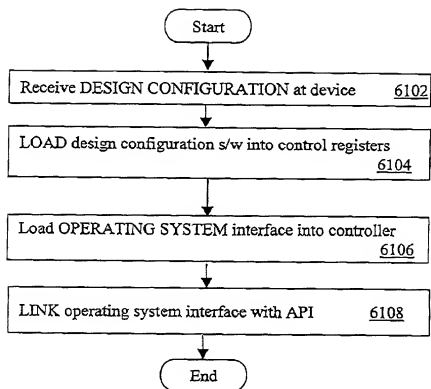 Start
Receive DESIGN CONFIGURATION at device 6102
LOAD design configuration s/w into control registers
6104
Load OPERATING SYSTEM interface into controller
6106
LINK operating system interface with API 6108
End